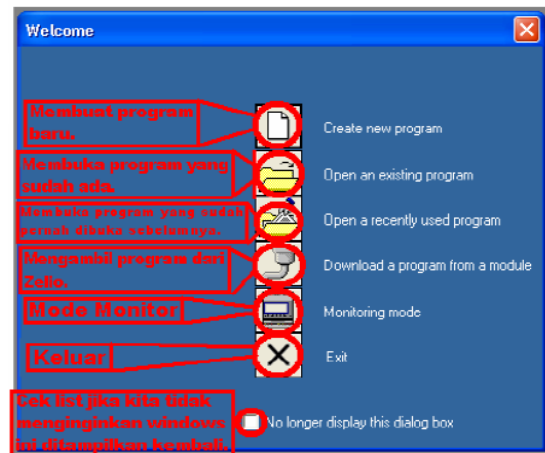 Welcome
Membuat program
baru.
Create new program
Membuka program yang
sudah ada.
Open an existing program
Membuka program yang sudah
pernah dibuka sebelumnya.
Open a recently used program
Mengambil program dari
Zelio.
Download a program from a module
Mode Monitor
Monitoring mode
Keluar
Exit
Cek list jika kita tidak
menginginkan windows
ini ditampilkan kembali.
No longer display this dialog box